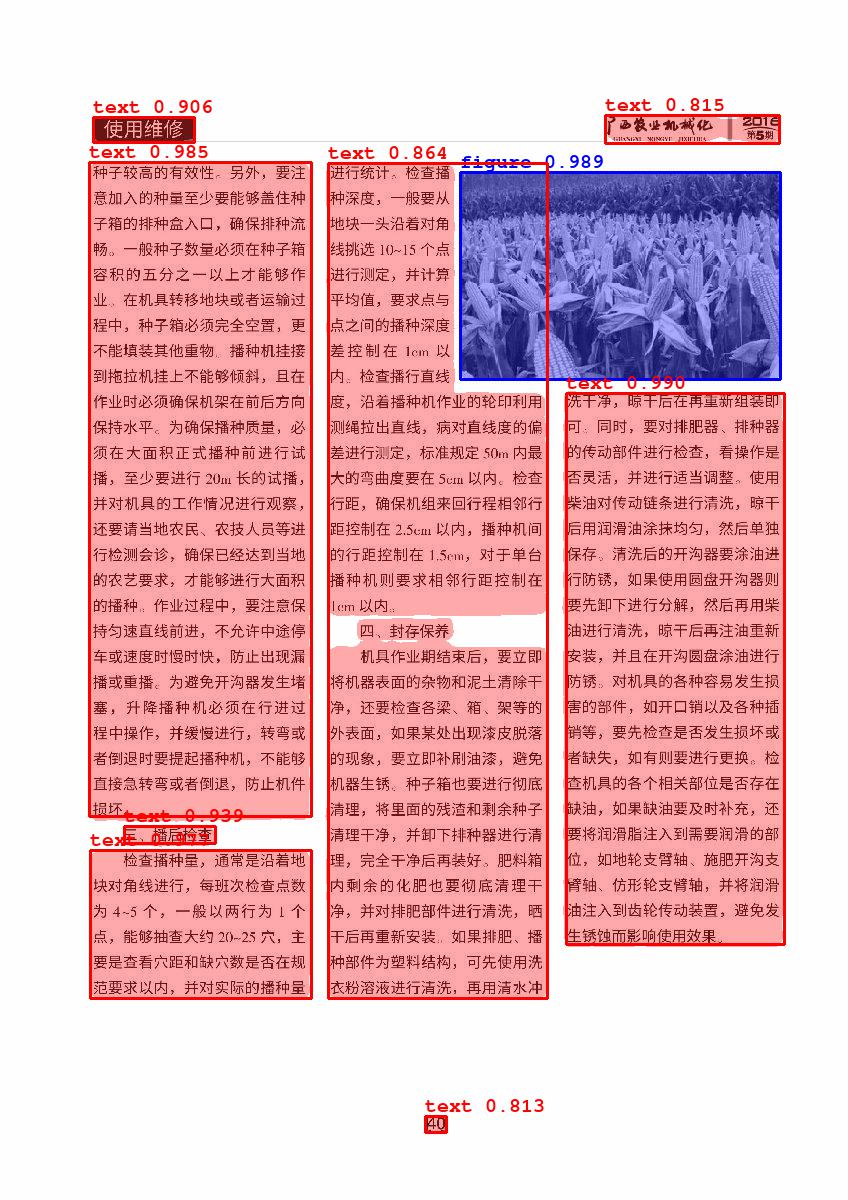 text 0.906
使用维修
text 0.815
广西农业机械化
GUANGXI NONGYE JIXIEHUA
2016
第5期
text 0.985
种子较高的有效性。另外，要注
意加入的种量至少要能够盖住种
子箱的排种盒入口，确保排种流
畅。一般种子数量必须在种子箱
容积的五分之一以上才能够作
业。在机具转移地块或者运输过
程中，种子箱必须完全空置，更
不能填装其他重物。播种机挂接
到拖拉机挂上不能够倾斜，且在
作业时必须确保机架在前后方向
保持水平。为确保播种质量，必
须在大面积正式播种前进行试
播，至少要进行 20m 长的试播，
并对机具的工作情况进行观察，
还要请当地农民、农技人员等进
行检测会诊，确保已经达到当地
的农艺要求，才能够进行大面积
的播种。作业过程中，要注意保
持匀速直线前进，不允许中途停
车或速度时慢时快，防止出现漏
播或重播。为避免开沟器发生堵
塞，升降播种机必须在行进过
程中操作，并缓慢进行，转弯或
者倒退时要提起播种机，不能够
直接急转弯或者倒退，防止机件
损坏。
text 0.939
三、播后检查
text
检查播种量，通常是沿着地
块对角线进行，每班次检查点数
为 4~5 个，一般以两行为 1 个
点，能够抽查大约 20~25 穴，主
要是查看穴距和缺穴数是否在规
范要求以内，并对实际的播种量
text 0.864
进行统计。检查播
种深度，一般要从
地块一头沿着对角
线挑选 10~15 个点
进行测定，并计算
平均值，要求点与
点之间的播种深度
差控制在 1cm 以
内。检查播行直线
度，沿着播种机作业的轮印利用
测绳拉出直线，病对直线度的偏
差进行测定，标准规定 50m 内最
大的弯曲度要在 5cm 以内。检查
行距，确保机组来回行程相邻行
距控制在 2.5cm 以内，播种机间
的行距控制在 1.5cm，对于单台
播种机则要求相邻行距控制在
1cm 以内。
四、封存保养
机具作业期结束后，要立即
将机器表面的杂物和泥土清除干
净，还要检查各梁、箱、架等的
外表面，如果某处出现漆皮脱落
的现象，要立即补刷油漆，避免
机器生锈。种子箱也要进行彻底
清理，将里面的残渣和剩余种子
清理干净，并卸下排种器进行清
理，完全干净后再装好。肥料箱
内剩余的化肥也要彻底清理干
净，并对排肥部件进行清洗，晒
干后再重新安装。如果排肥、播
种部件为塑料结构，可先使用洗
衣粉溶液进行清洗，再用清水冲
figure 0.989
text 0.990
洗干净，晾干后在再重新组装即
可。同时，要对排肥器、排种器
的传动部件进行检查，看操作是
否灵活，并进行适当调整。使用
柴油对传动链条进行清洗，晾干
后用润滑油涂抹均匀，然后单独
保存。清洗后的开沟器要涂油进
行防锈，如果使用圆盘开沟器则
要先卸下进行分解，然后再用柴
油进行清洗，晾干后再注油重新
安装，并且在开沟圆盘涂油进行
防锈。对机具的各种容易发生损
害的部件，如开口销以及各种插
销等，要先检查是否发生损坏或
者缺失，如有则要进行更换。检
查机具的各个相关部位是否存在
缺油，如果缺油要及时补充，还
要将润滑脂注入到需要润滑的部
位，如地轮支臂轴、施肥开沟支
臂轴、仿形轮支臂轴，并将润滑
油注入到齿轮传动装置，避免发
生锈蚀而影响使用效果。
text 0.813
40